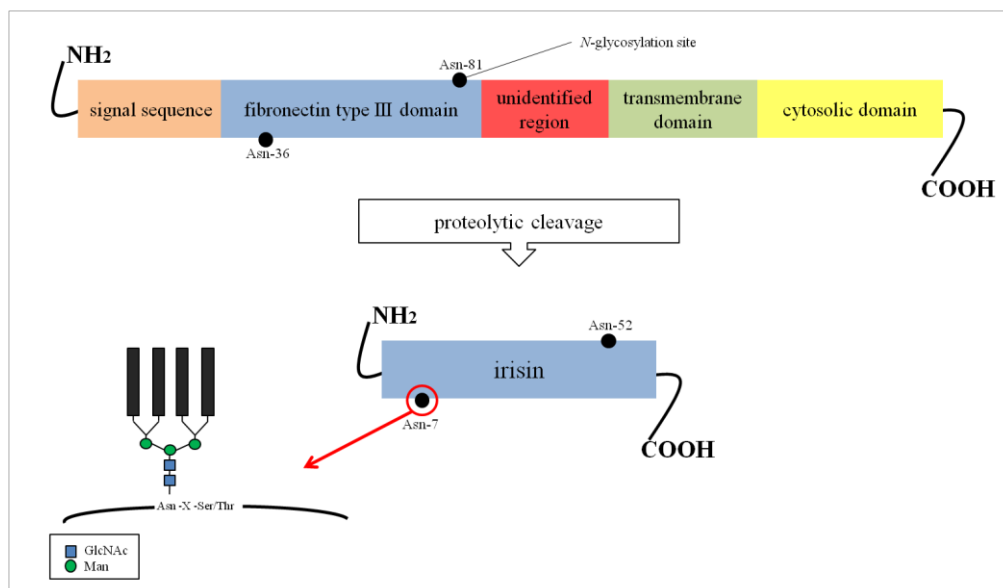 NH2
N-glycosylation site
Asn-81
signal sequence
fibronectin type III domain
unidentified
region
transmembrane
domain
cytosolic domain
Asn-36
COOH
proteolytic cleavage
NH2
Asn-52
irisin
Asn-7
COOH
Asn -X -Ser/Thr
GlcNAc
Man